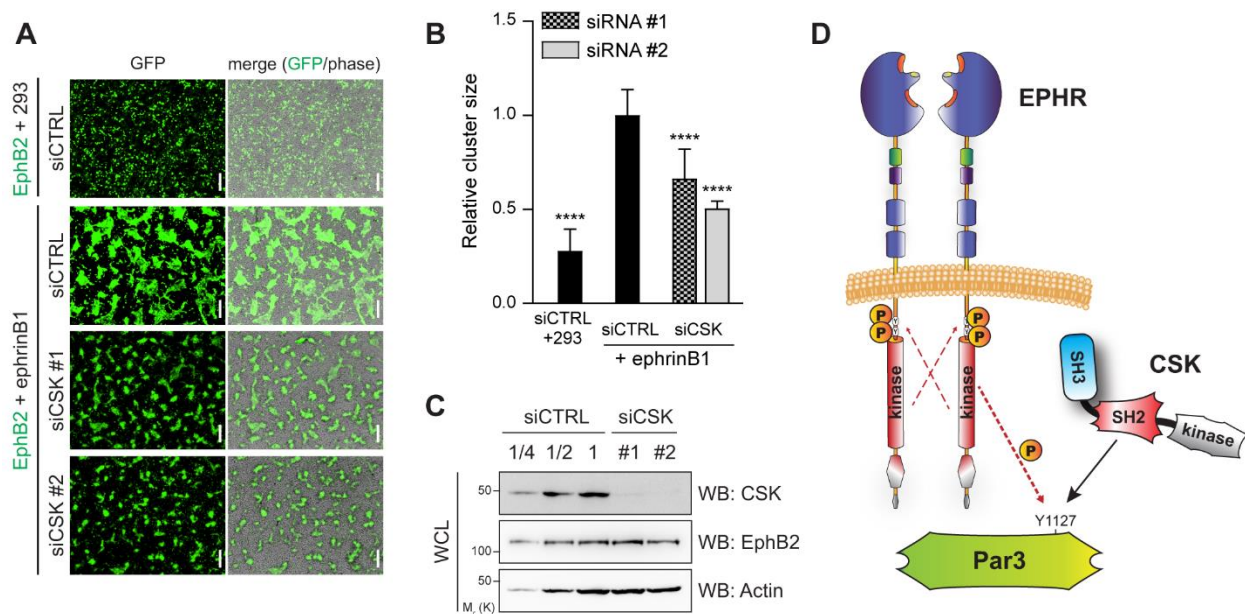 A
GFP
merge (GFP/phase)
EphB2 + 293
siCTRL
EphB2 + ephrinB1
siCTRL
siCSK #1
siCSK #2
B
Relative cluster size
1.5
1.0
0.5
0.0
siRNA #1
siRNA #2
****
****
****
siCTRL
+293
siCTRL
siCSK
+ ephrinB1
C
siCTRL
siCSK
1/4 1/2 1 #1 #2
WCL
50
WB: CSK
100
WB: EphB2
50
WB: Actin
Mr (K)
D
EPHR
P
P
P
P
Y
Y
Y
Y
kinase
kinase
P
SH3
CSK
SH2
kinase
Y1127
Par3